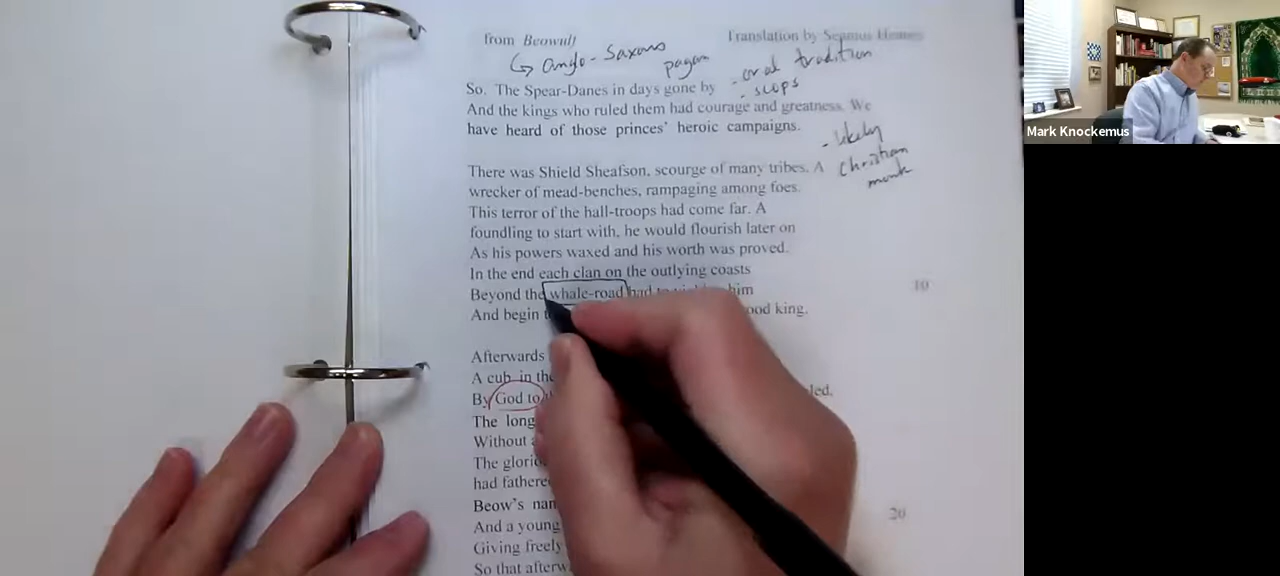 from Beowulf Translation by Seamus Heaney
↳ anglo-Saxons
pagan
- oral tradition
- scops
So. The Spear-Danes in days gone by
And the kings who ruled them had courage and greatness. We
have heard of those princes' heroic campaigns.
- likely
Christian
monk
There was Shield Sheafson, scourge of many tribes. A
wrecker of mead-benches, rampaging among foes.
This terror of the hall-troops had come far. A
foundling to start with, he would flourish later on
As his powers waxed and his worth was proved.
In the end each clan on the outlying coasts
Beyond the whale-road had to him 10
And begin ood king.
Afterwards
A cub in the
By God to led.
The long
Without
The glorio
had fathere
Beow's nam
And a young 20
Giving freely
So that afterw
Mark Knockemus